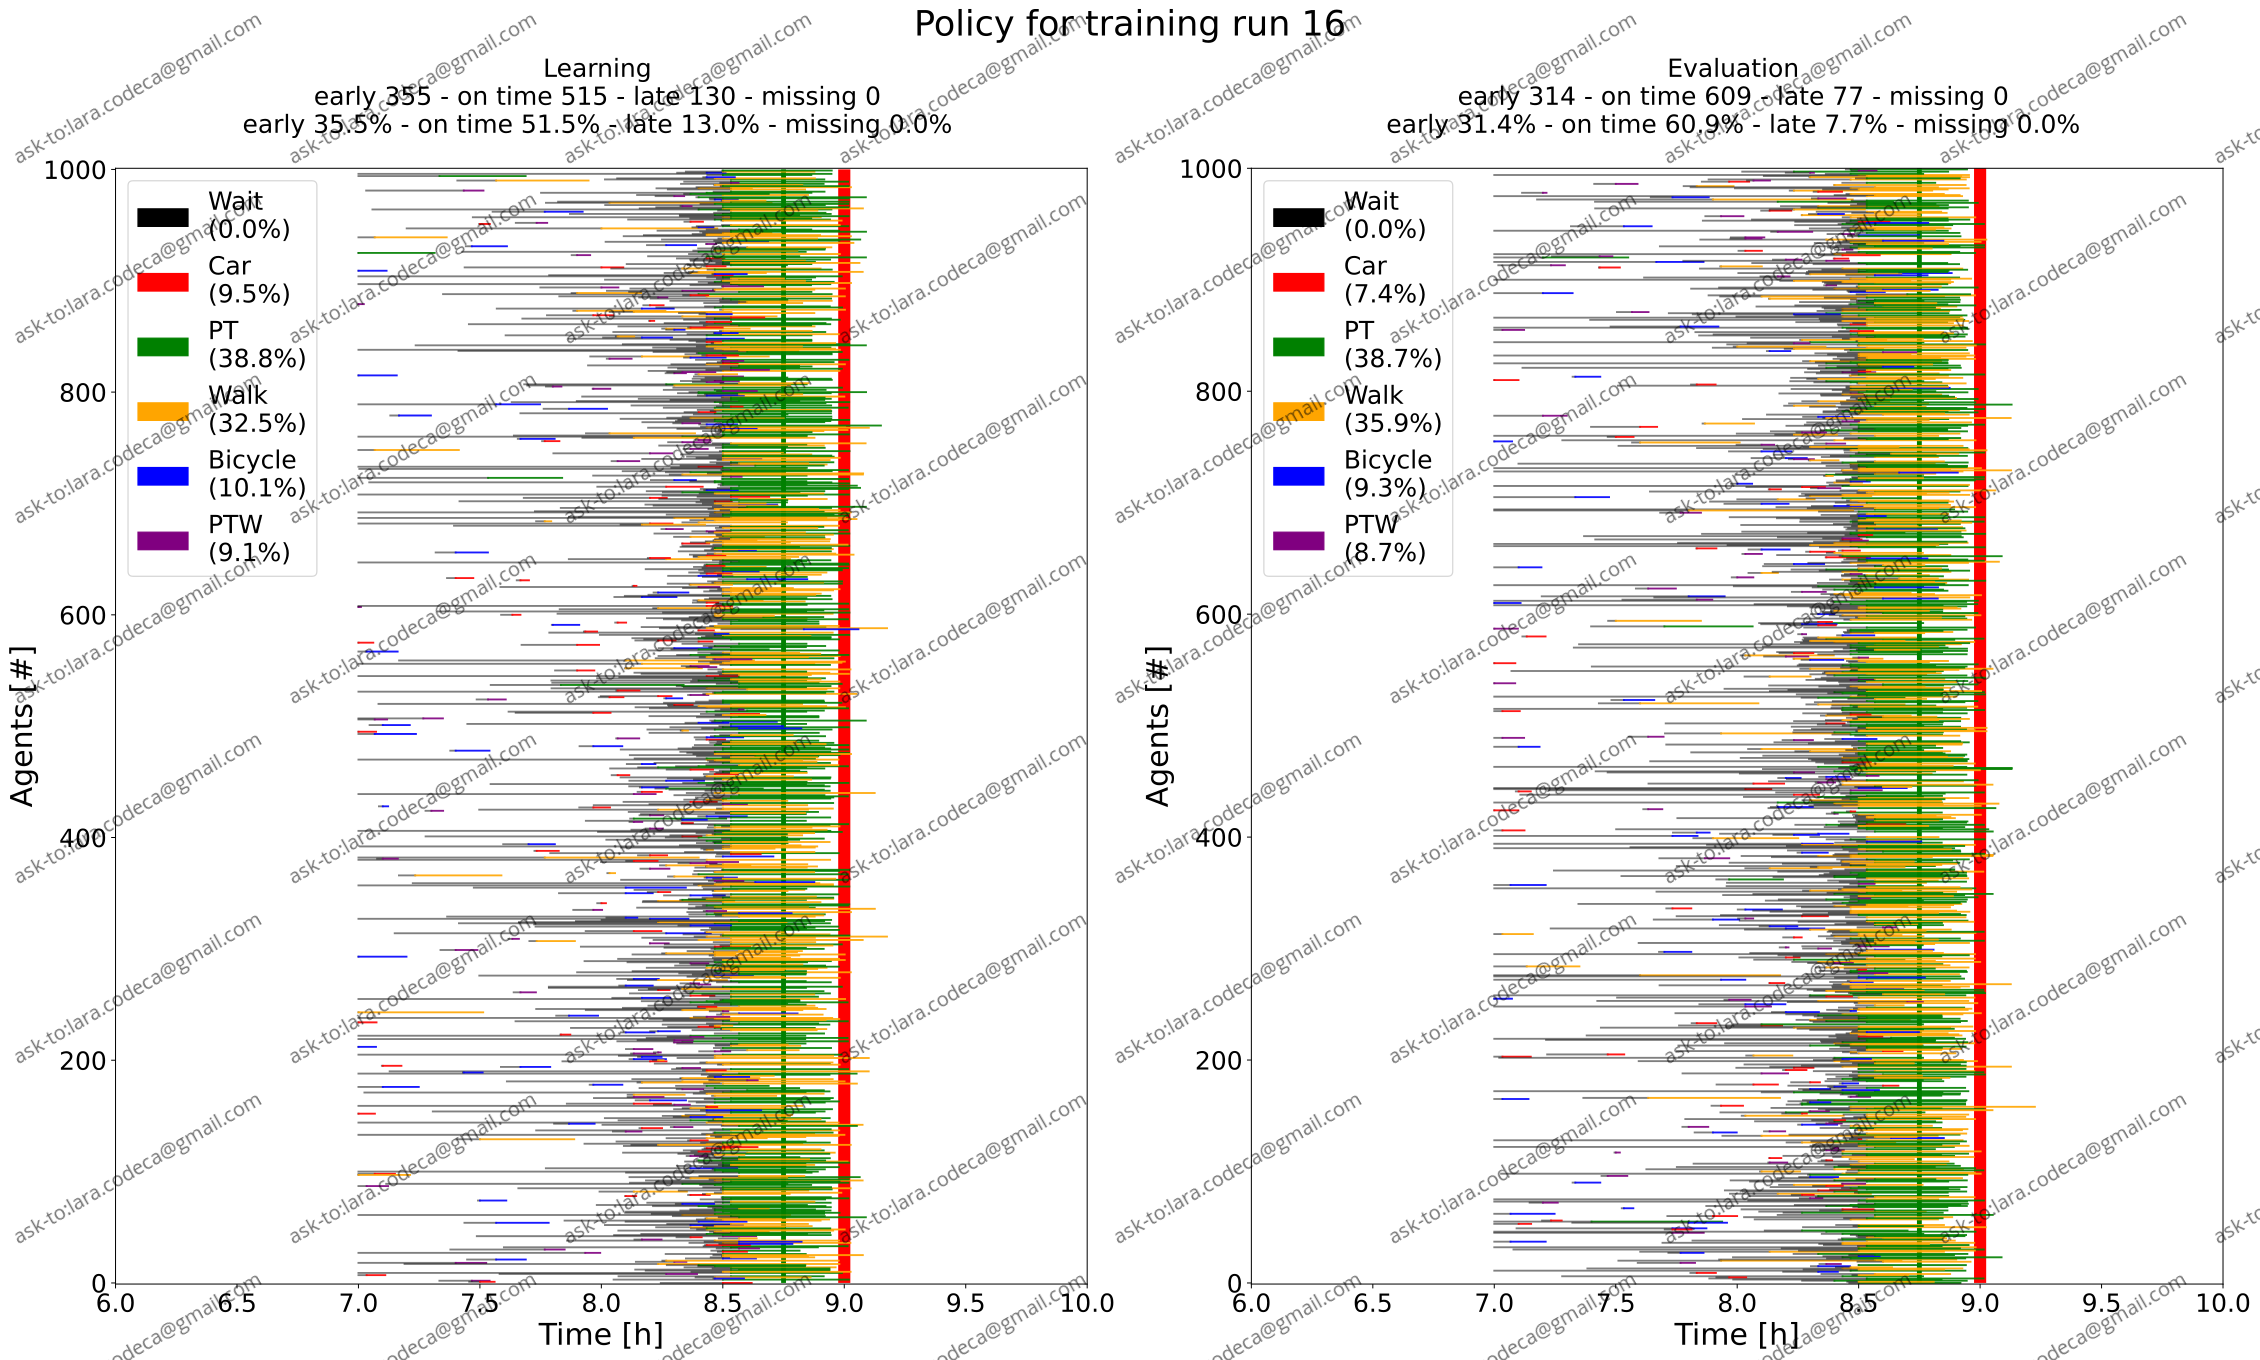 Policy for training run 16
Learning
early 355 - on time 515 - late 130 - missing 0
early 35.5% - on time 51.5% - late 13.0% - missing 0.0%
Evaluation
early 314 - on time 609 - late 77 - missing 0
early 31.4% - on time 60.9% - late 7.7% - missing 0.0%
1000
800
600
400
200
0
Agents [#]
Wait
(0.0%)
Car
(9.5%)
PT
(38.8%)
Walk
(32.5%)
Bicycle
(10.1%)
PTW
(9.1%)
6.0 6.5 7.0 7.5 8.0 8.5 9.0 9.5 10.0
Time [h]
1000
800
600
400
200
0
Agents [#]
Wait
(0.0%)
Car
(7.4%)
PT
(38.7%)
Walk
(35.9%)
Bicycle
(9.3%)
PTW
(8.7%)
6.0 6.5 7.0 7.5 8.0 8.5 9.0 9.5 10.0
Time [h]
ask-to:lara.codeca@gmail.com